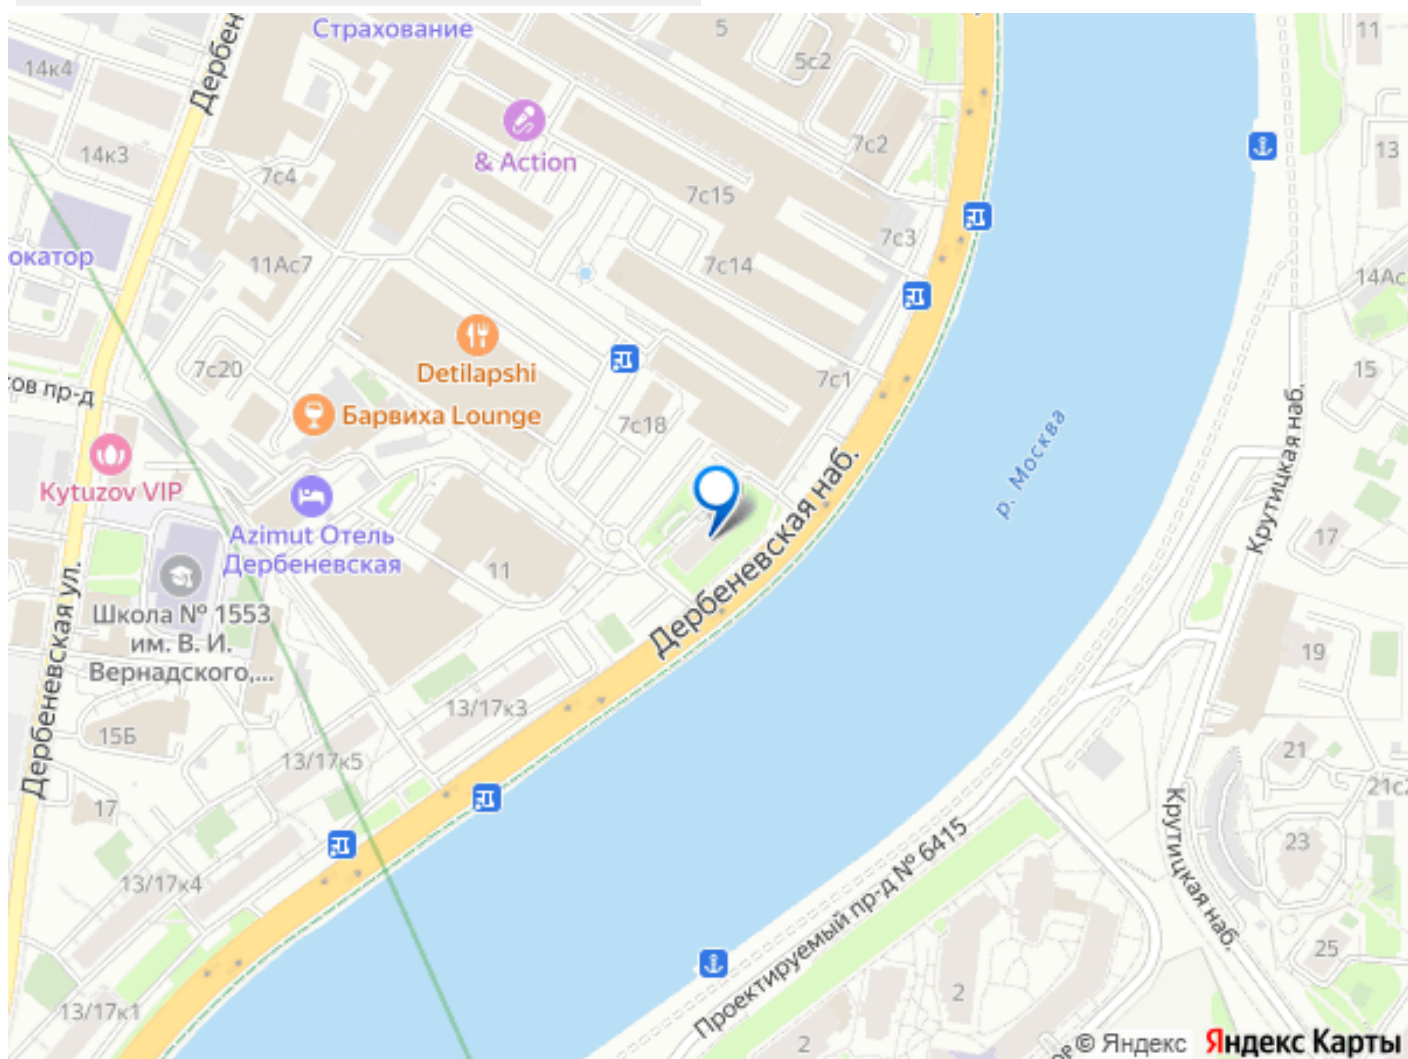 Страхование
5
11
14к4
5с2
Дербен
& Action
14к3
7с2
13
7с4
7с15
7с3
окатор
11Ас7
7с14
14Ас
Detilapshi
7с20
7с1
15
ов пр-д
Барвиха Lounge
7с18
Kytuzov VIP
р. Москва
Крутицкая наб.
Azimut Отель
Дербеневская
Дербеневская наб.
17
11
Школа № 1553
им. В. И.
Вернадского,...
Дербеневская ул.
19
13/17к3
15Б
13/17к5
21
21с2
17
Крутицкая наб.
23
13/17к4
Проектируемый пр-д № 6415
25
2
13/17к1
2
© Яндекс
Яндекс Карты